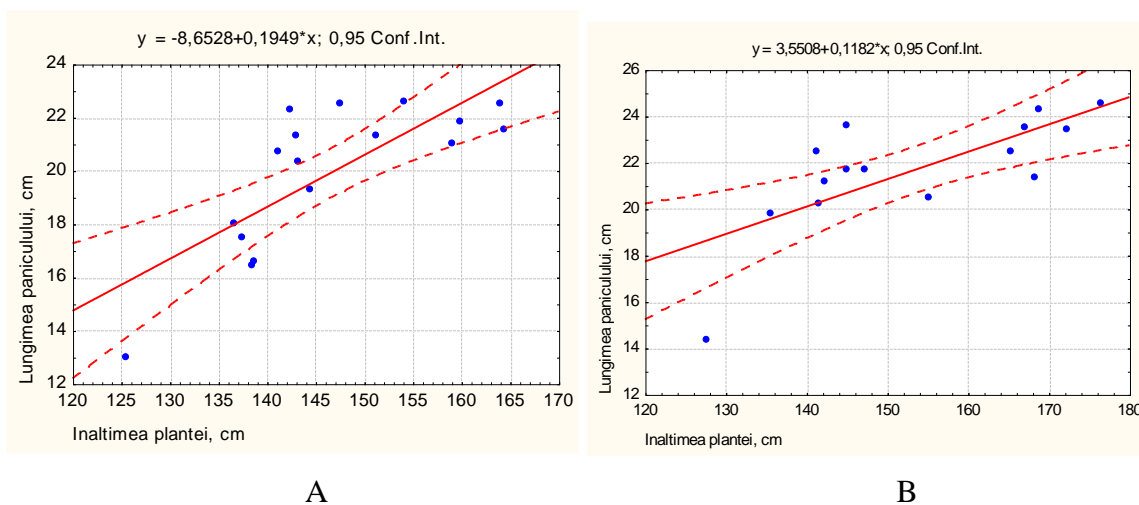 y = -8,6528+0,1949*x; 0,95 Conf.Int.
24
22
20
18
16
14
12
Lungimea paniculului, cm
120 125 130 135 140 145 150 155 160 165 170
Inaltimea plantei, cm
A
y = 3,5508+0,1182*x; 0,95 Conf.Int.
26
24
22
20
18
16
14
12
Lungimea paniculului, cm
120 130 140 150 160 170 180
Inaltimea plantei, cm
B